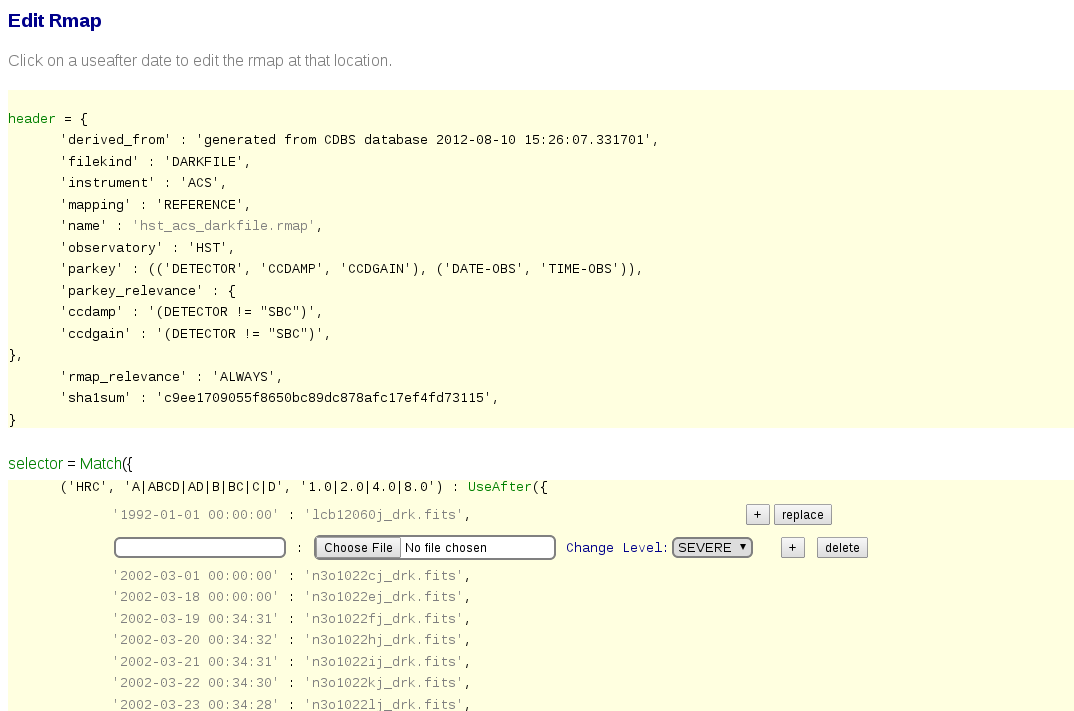 Edit Rmap
Click on a useafter date to edit the rmap at that location.
header = {
'derived_from' : 'generated from CDBS database 2012-08-10 15:26:07.331701',
'filekind' : 'DARKFILE',
'instrument' : 'ACS',
'mapping' : 'REFERENCE',
'name' : 'hst_acs_darkfile.rmap',
'observatory' : 'HST',
'parkey' : (('DETECTOR', 'CCDAMP', 'CCDGAIN'), ('DATE-OBS', 'TIME-OBS')),
'parkey_relevance' : {
'ccdamp' : '(DETECTOR != "SBC")',
'ccdgain' : '(DETECTOR != "SBC")',
},
'rmap_relevance' : 'ALWAYS',
'sha1sum' : 'c9ee1709055f8650bc89dc878afc17ef4fd73115',
}
selector = Match({
('HRC', 'A|ABCD|AD|B|BC|C|D', '1.0|2.0|4.0|8.0') : UseAfter({
'1992-01-01 00:00:00' : 'lcb12060j_drk.fits', + replace
: Choose File No file chosen Change Level: SEVERE ▼ + delete
'2002-03-01 00:00:00' : 'n3o1022cj_drk.fits',
'2002-03-18 00:00:00' : 'n3o1022ej_drk.fits',
'2002-03-19 00:34:31' : 'n3o1022fj_drk.fits',
'2002-03-20 00:34:32' : 'n3o1022hj_drk.fits',
'2002-03-21 00:34:31' : 'n3o1022ij_drk.fits',
'2002-03-22 00:34:30' : 'n3o1022kj_drk.fits',
'2002-03-23 00:34:28' : 'n3o1022lj_drk.fits',